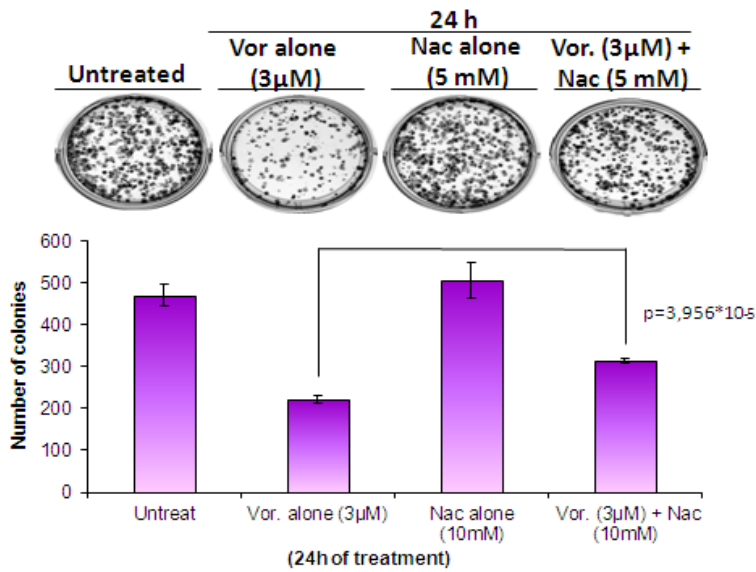 24 h
Untreated
Vor alone
(3µM)
Nac alone
(5 mM)
Vor. (3µM) +
Nac (5 mM)
600
500
400
300
200
100
0
Number of colonies
p=3,956*10-5
Untreat
Vor. alone (3µM)
Nac alone
(10mM)
Vor. (3µM) + Nac
(10mM)
(24h of treatment)